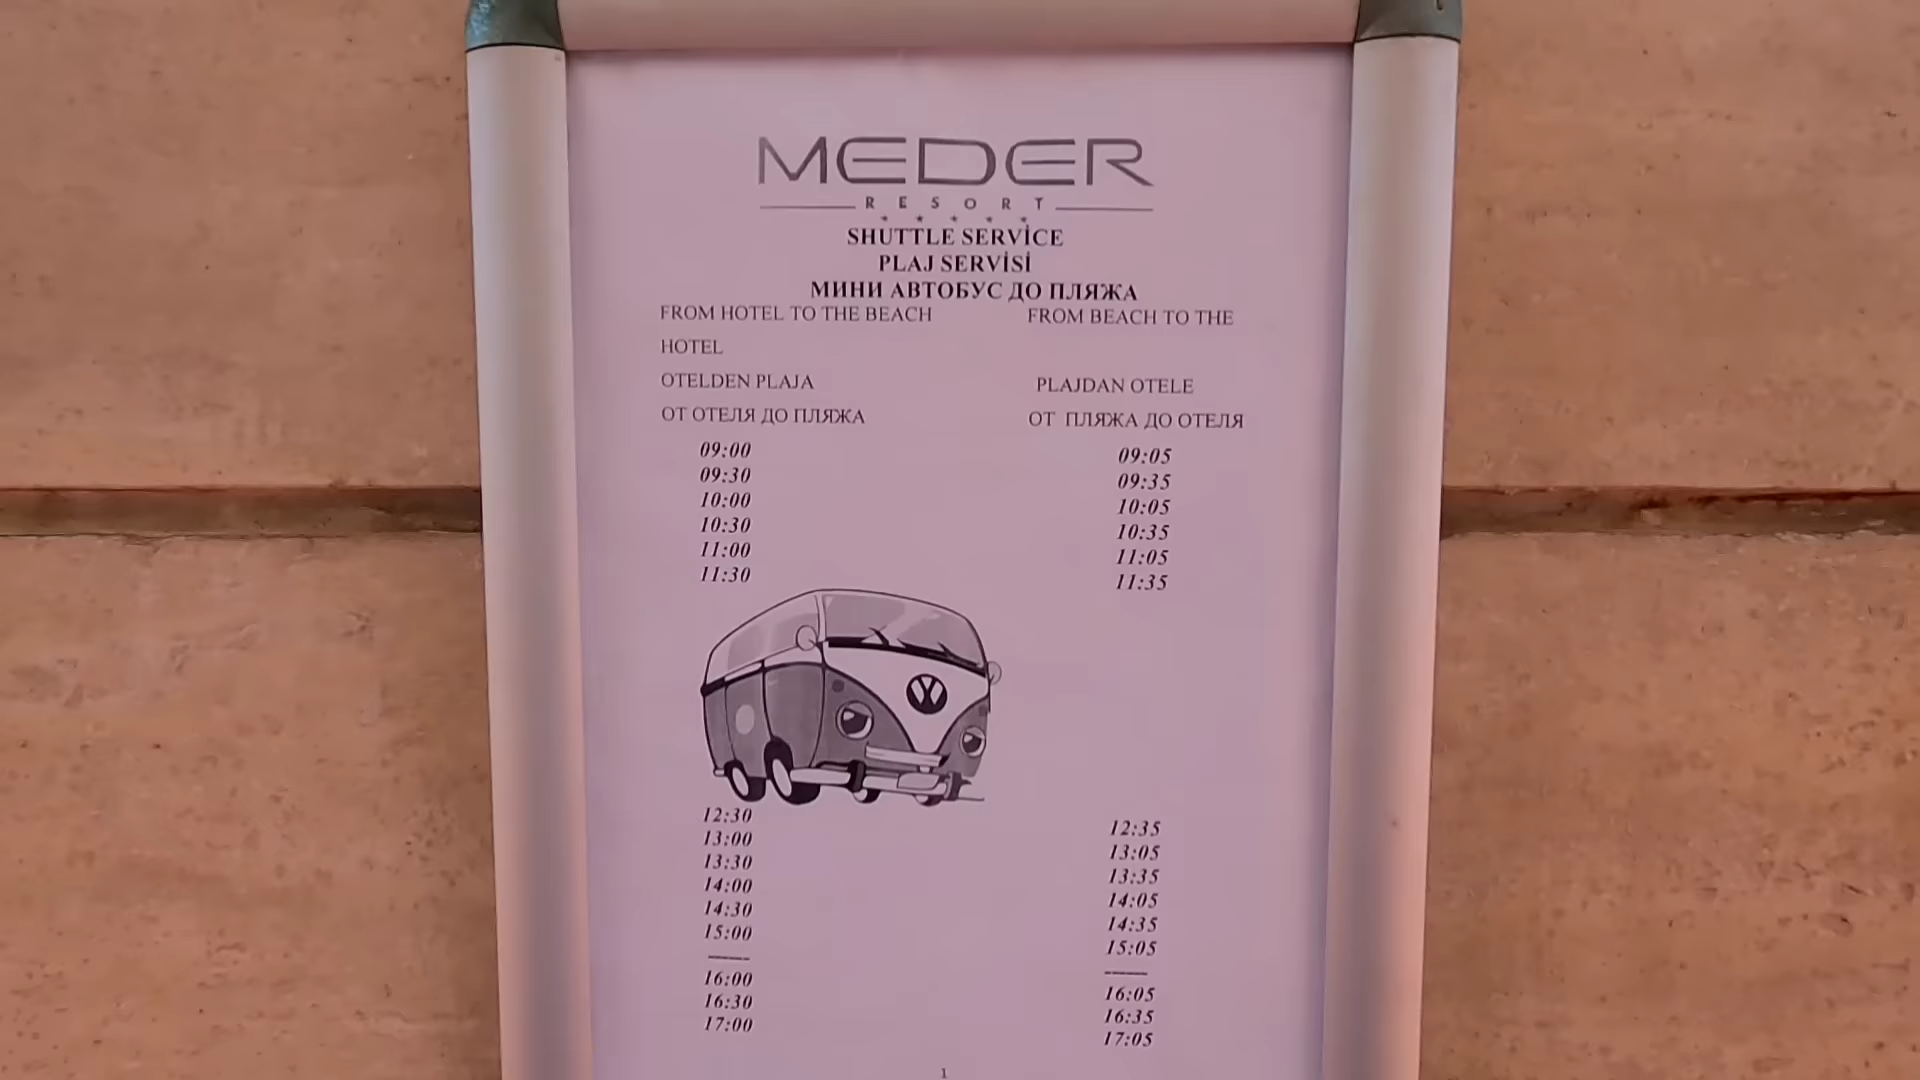 MEDER
RESORT
SHUTTLE SERVİCE
PLAJ SERVİSİ
МИНИ АВТОБУС ДО ПЛЯЖА
FROM HOTEL TO THE BEACH FROM BEACH TO THE
HOTEL
OTELDEN PLAJA PLAJDAN OTELE
ОТ ОТЕЛЯ ДО ПЛЯЖА ОТ ПЛЯЖА ДО ОТЕЛЯ
09:00 09:05
09:30 09:35
10:00 10:05
10:30 10:35
11:00 11:05
11:30 11:35
12:30 12:35
13:00 13:05
13:30 13:35
14:00 14:05
14:30 14:35
15:00 15:05
16:00 16:05
16:30 16:35
17:00 17:05
1